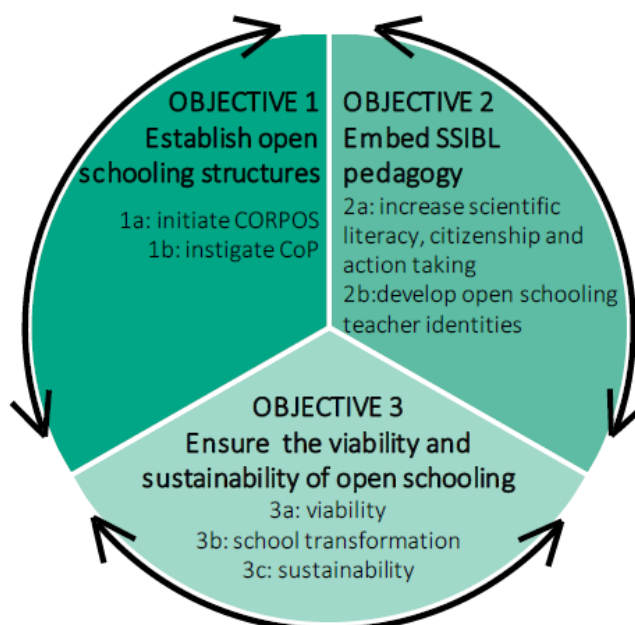 OBJECTIVE 1
Establish open
schooling structures
1a: initiate CORPOS
1b: instigate CoP
OBJECTIVE 2
Embed SSIBL
pedagogy
2a: increase scientific
literacy, citizenship and
action taking
2b:develop open schooling
teacher identities
OBJECTIVE 3
Ensure the viability and
sustainability of open schooling
3a: viability
3b: school transformation
3c: sustainability